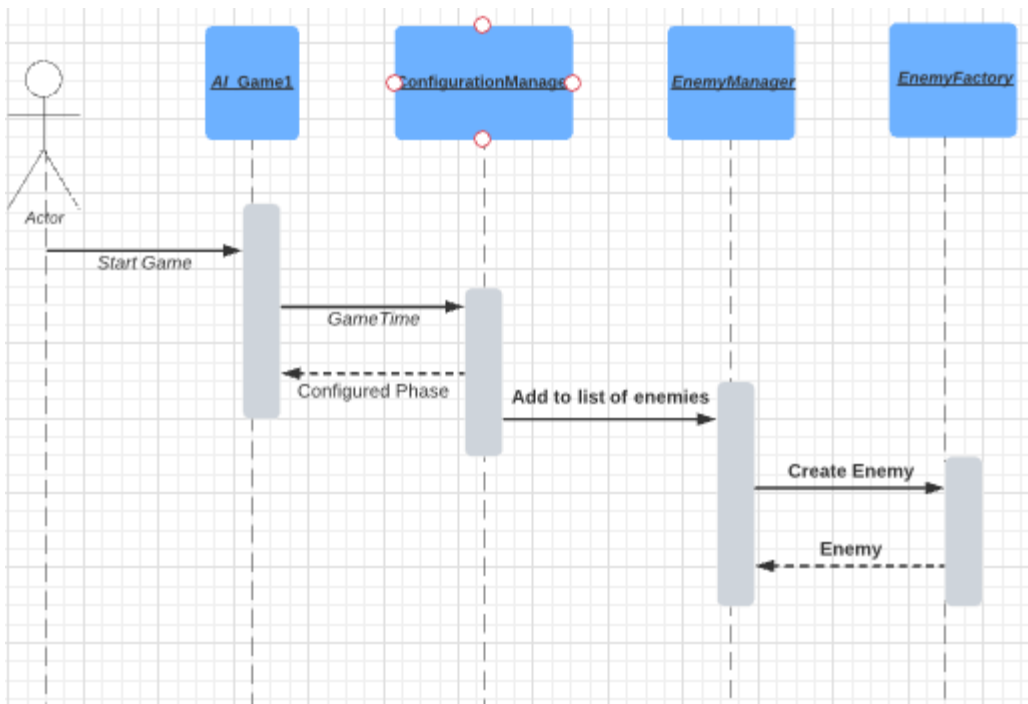 AI_Game1
ConfigurationManage
EnemyManager
EnemyFactory
Actor
Start Game
GameTime
Configured Phase
Add to list of enemies
Create Enemy
Enemy